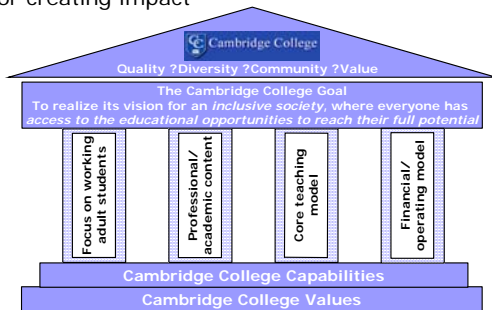 or creating impact
Cambridge College
Quality ?Diversity ?Community ?Value
The Cambridge College Goal
To realize its vision for an inclusive society, where everyone has
access to the educational opportunities to reach their full potential
Focus on working
adult students
Professional/
academic content
Core teaching
model
Financial/
operating model
Cambridge College Capabilities
Cambridge College Values